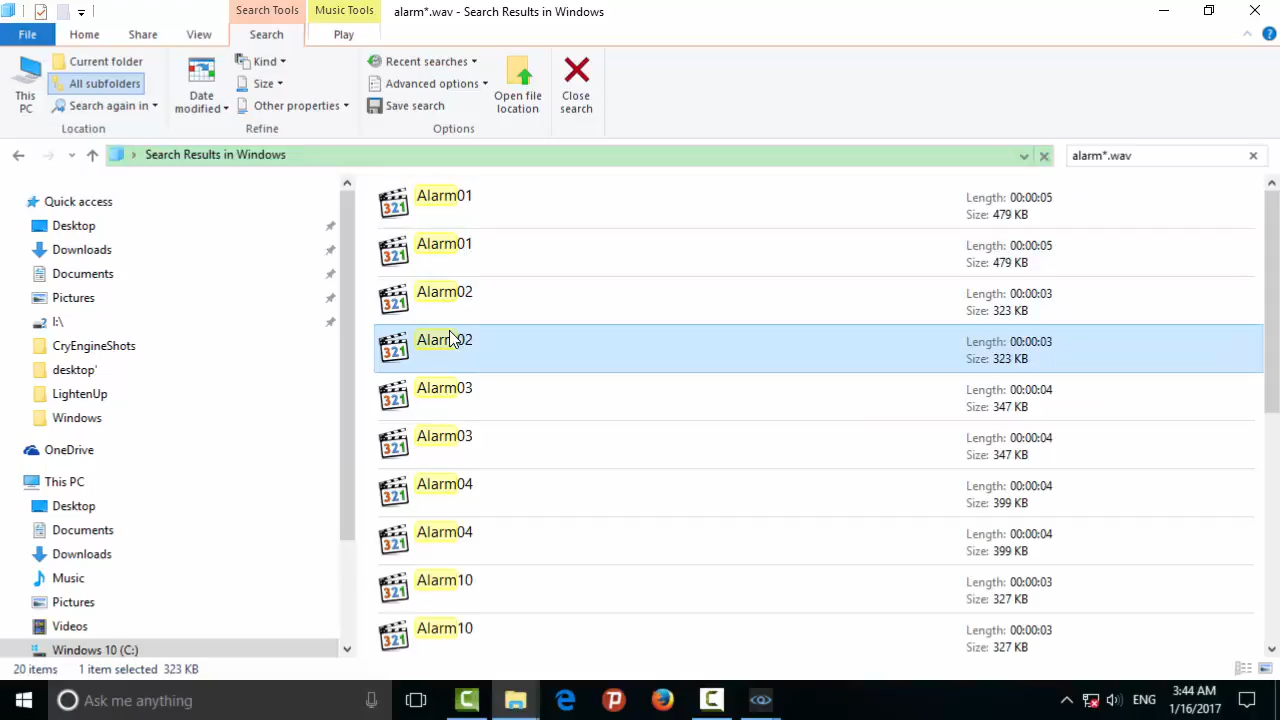 Search Tools
Music Tools
alarm*.wav - Search Results in Windows
File
Home
Share
View
Search
Play
This PC
Current folder
All subfolders
Search again in
Location
Date modified
Kind
Size
Other properties
Refine
Recent searches
Advanced options
Save search
Options
Open file location
Close search
Search Results in Windows
alarm*.wav
Quick access
Desktop
Downloads
Documents
Pictures
I:\
CryEngineShots
desktop'
LightenUp
Windows
OneDrive
This PC
Desktop
Documents
Downloads
Music
Pictures
Videos
Windows 10 (C:)
Alarm01
Length: 00:00:05
Size: 479 KB
Alarm01
Length: 00:00:05
Size: 479 KB
Alarm02
Length: 00:00:03
Size: 323 KB
Alarm02
Length: 00:00:03
Size: 323 KB
Alarm03
Length: 00:00:04
Size: 347 KB
Alarm03
Length: 00:00:04
Size: 347 KB
Alarm04
Length: 00:00:04
Size: 399 KB
Alarm04
Length: 00:00:04
Size: 399 KB
Alarm10
Length: 00:00:03
Size: 327 KB
Alarm10
Length: 00:00:03
Size: 327 KB
20 items
1 item selected 323 KB
Ask me anything
ENG
3:44 AM
1/16/2017